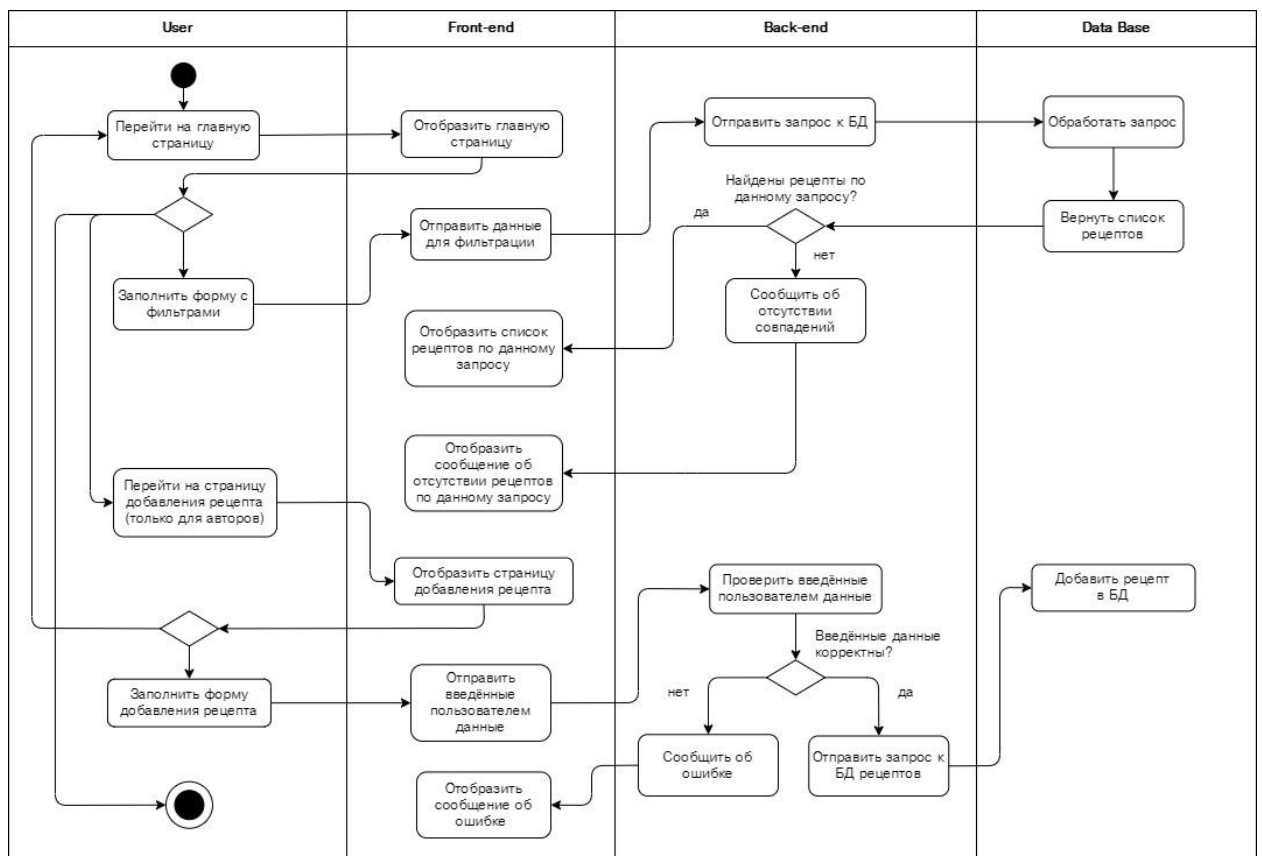 User
Front-end
Back-end
Data Base
Перейти на главную
страницу
Отобразить главную
страницу
Отправить запрос к БД
Обработать запрос
Найдены рецепты по
данному запросу?
да
нет
Отправить данные
для фильтрации
Вернуть список
рецептов
Заполнить форму с
фильтрами
Сообщить об
отсутствии
совпадений
Отобразить список
рецептов по данному
запросу
Отобразить
сообщение об
отсутствии рецептов
по данному запросу
Перейти на страницу
добавления рецепта
(только для авторов)
Отобразить страницу
добавления рецепта
Проверить введённые
пользователем данные
Добавить рецепт
в БД
Введённые данные
корректны?
нет
да
Заполнить форму
добавления рецепта
Отправить
введённые
пользователем
данные
Сообщить об
ошибке
Отправить запрос к
БД рецептов
Отобразить
сообщение об
ошибке